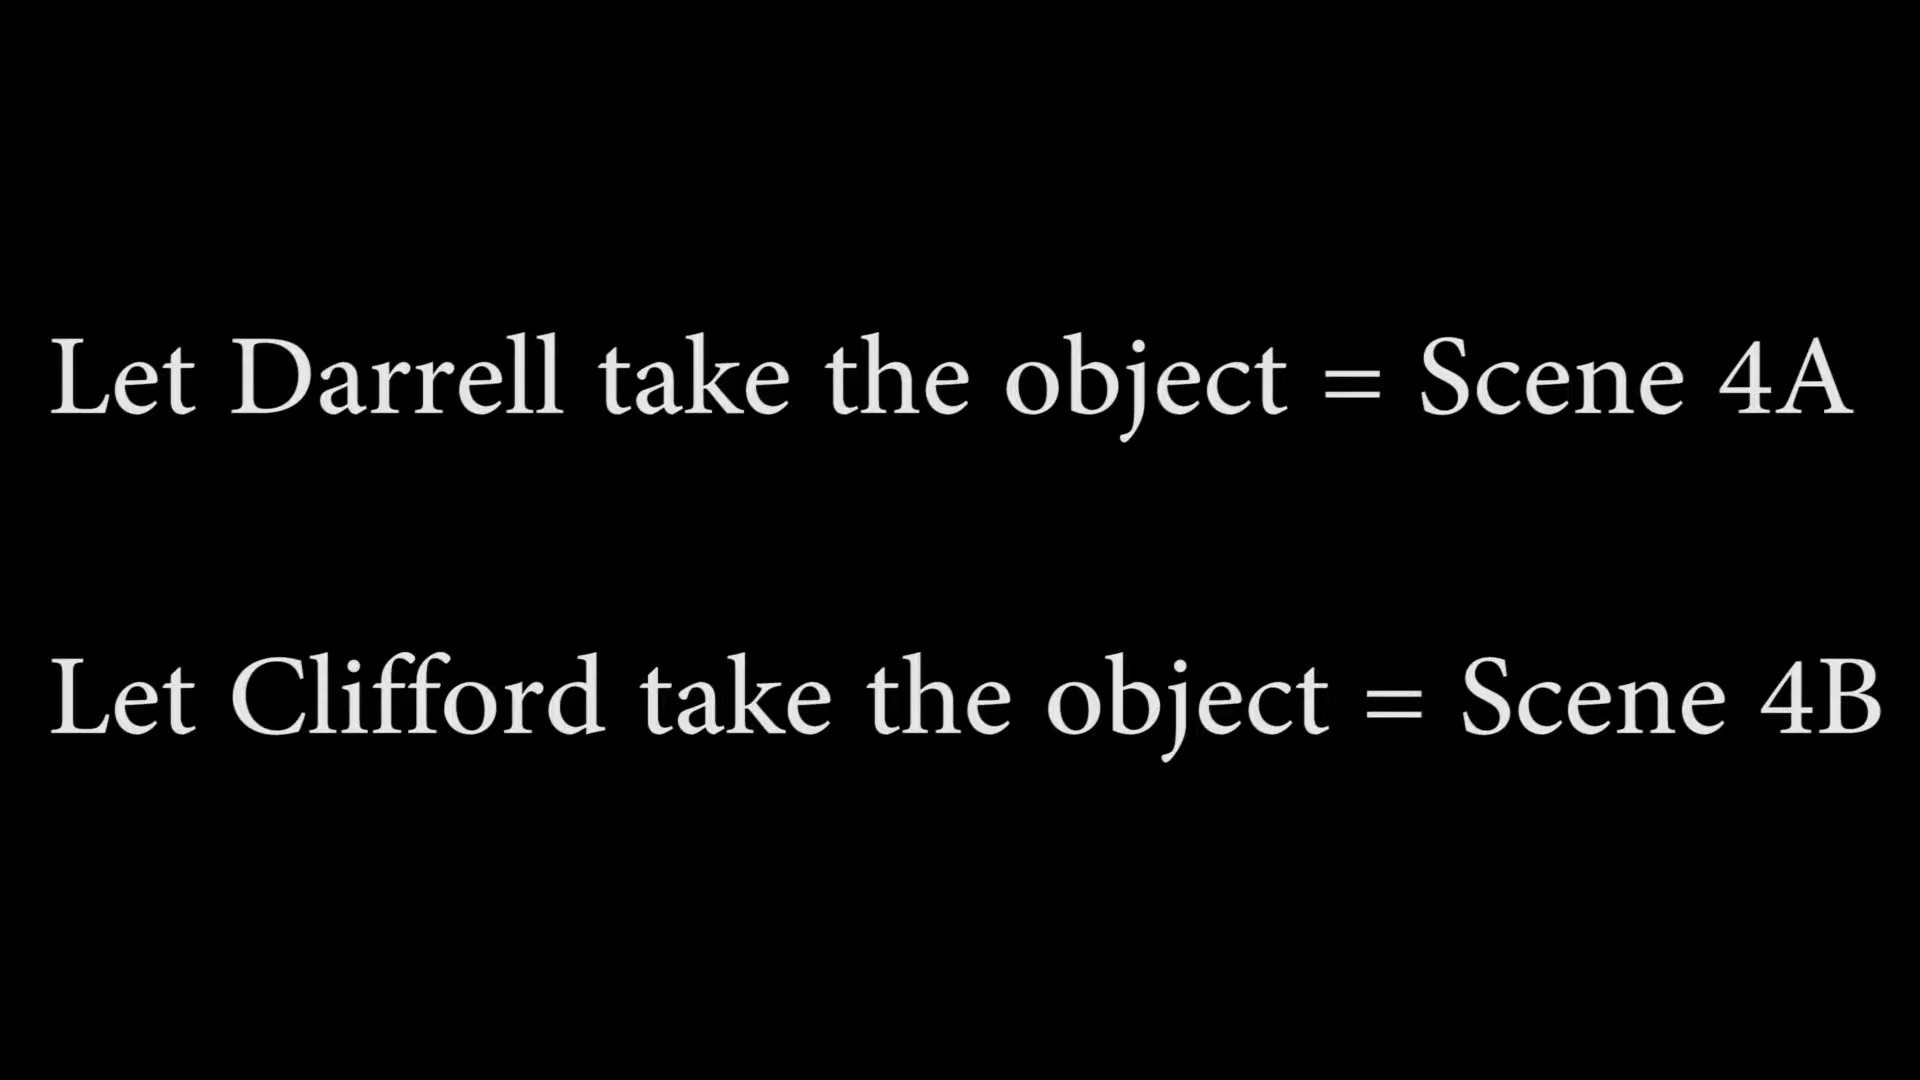 Let Darrell take the object = Scene 4A
Let Clifford take the object = Scene 4B